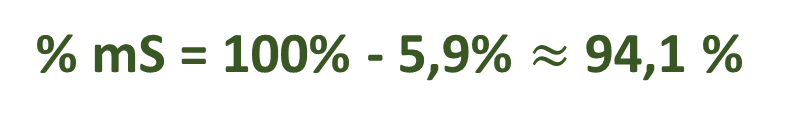 % mS = 100% - 5,9% ≈ 94,1 %